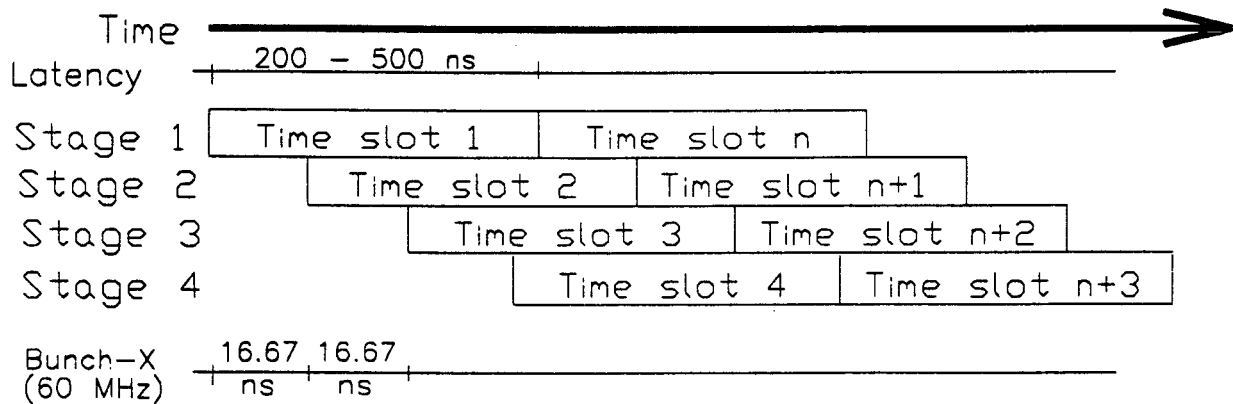 Time
Latency
200 - 500 ns
Stage 1
Time slot 1
Time slot n
Stage 2
Time slot 2
Time slot n+1
Stage 3
Time slot 3
Time slot n+2
Stage 4
Time slot 4
Time slot n+3
Bunch-X
(60 MHz)
16.67
ns
16.67
ns